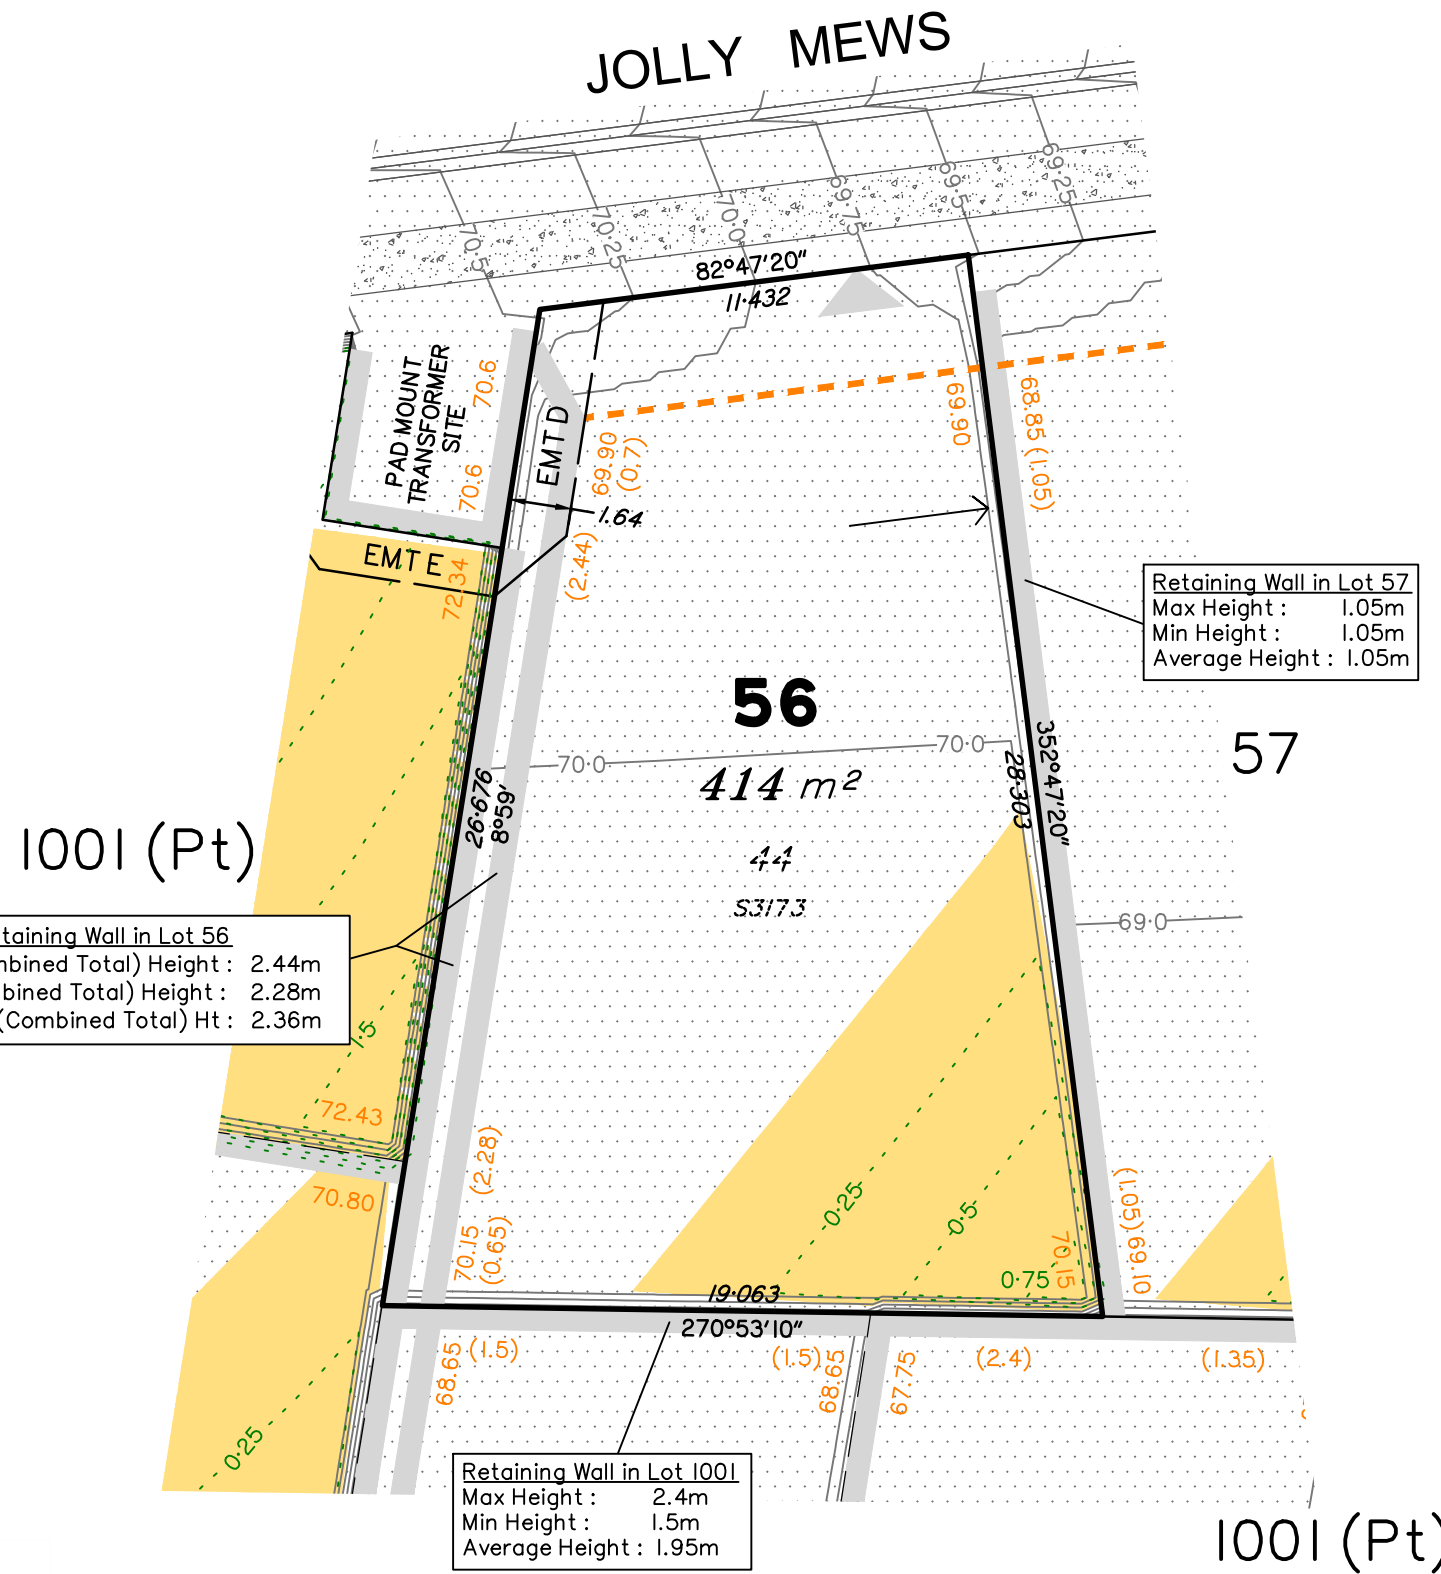 JOLLY MEWS
70·5
70·25
70·0
69·75
69·5
69·25
82°47'20"
11·432
PAD MOUNT
TRANSFORMER
SITE
70.6
70.6
EMT D
69.90
(0.7)
1.64
(2.44)
69.90
68.85 (1.05)
EMT E
72.34
Retaining Wall in Lot 57
Max Height : 1.05m
Min Height : 1.05m
Average Height : 1.05m
56
414 m²
44
S3173
70·0
70·0
57
352°47'20"
28·303
26·676
8°59'
1001 (Pt)
69·0
taining Wall in Lot 56
nbined Total) Height : 2.44m
bined Total) Height : 2.28m
(Combined Total) Ht : 2.36m
1·5
72.43
70.80
(2.28)
70.15
(0.65)
0·25
0·5
0·75
70.15
(1.05) 69.10
19·063
270°53'10"
68.65
(1.5)
(1.5)
68.65
67.75
(2.4)
(1.35)
0·25
Retaining Wall in Lot 1001
Max Height : 2.4m
Min Height : 1.5m
Average Height : 1.95m
1001 (Pt)